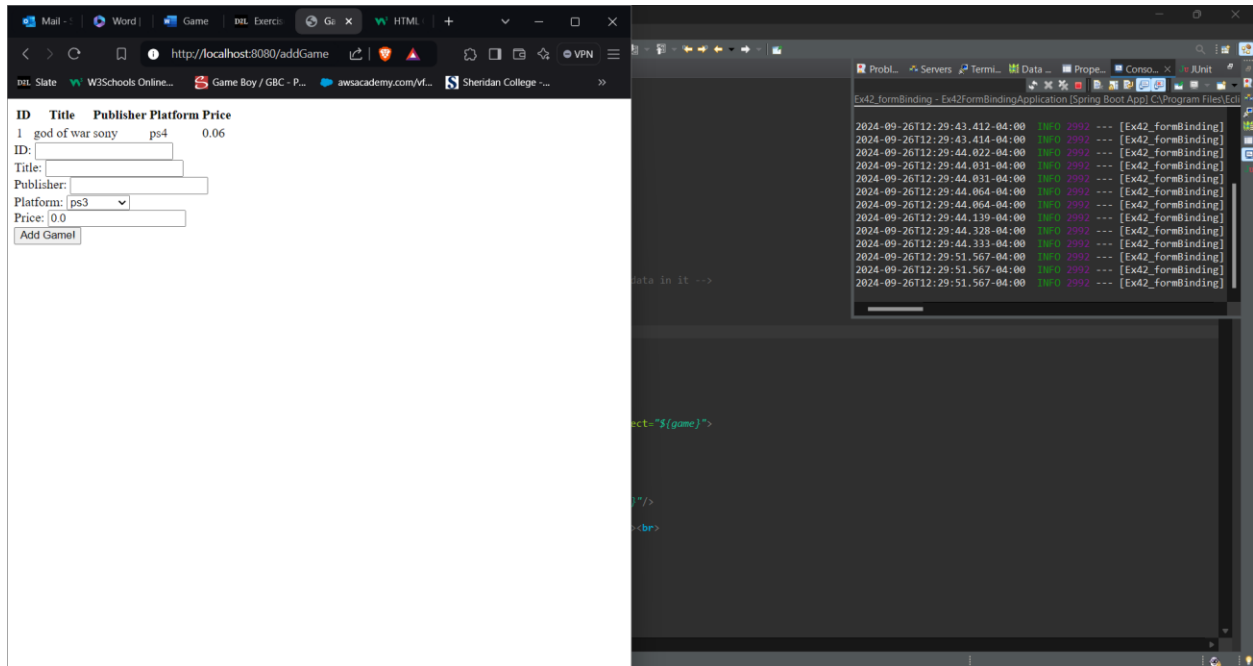 Mail - S
Word |
Game
D2L Exercis
Ga
HTML
http://localhost:8080/addGame
VPN
D2L Slate
W3Schools Online...
Game Boy / GBC - P...
awsacademy.com/vf...
Sheridan College -...
»
ID Title Publisher Platform Price
1 god of war sony ps4 0.06
ID:
Title:
Publisher:
Platform: ps3
Price: 0.0
Add Game!
Probl...
Servers
Termi...
Data ...
Prope...
Conso...
JUnit
Ex42_formBinding - Ex42FormBindingApplication [Spring Boot App] C:\Program Files\Ecli
2024-09-26T12:29:43.412-04:00 INFO 2992 --- [Ex42_formBinding]
2024-09-26T12:29:43.414-04:00 INFO 2992 --- [Ex42_formBinding]
2024-09-26T12:29:44.022-04:00 INFO 2992 --- [Ex42_formBinding]
2024-09-26T12:29:44.031-04:00 INFO 2992 --- [Ex42_formBinding]
2024-09-26T12:29:44.031-04:00 INFO 2992 --- [Ex42_formBinding]
2024-09-26T12:29:44.064-04:00 INFO 2992 --- [Ex42_formBinding]
2024-09-26T12:29:44.064-04:00 INFO 2992 --- [Ex42_formBinding]
2024-09-26T12:29:44.139-04:00 INFO 2992 --- [Ex42_formBinding]
2024-09-26T12:29:44.328-04:00 INFO 2992 --- [Ex42_formBinding]
2024-09-26T12:29:44.333-04:00 INFO 2992 --- [Ex42_formBinding]
2024-09-26T12:29:51.567-04:00 INFO 2992 --- [Ex42_formBinding]
2024-09-26T12:29:51.567-04:00 INFO 2992 --- [Ex42_formBinding]
2024-09-26T12:29:51.567-04:00 INFO 2992 --- [Ex42_formBinding]
data in it -->
ect="${game}">
}"/>
><br>